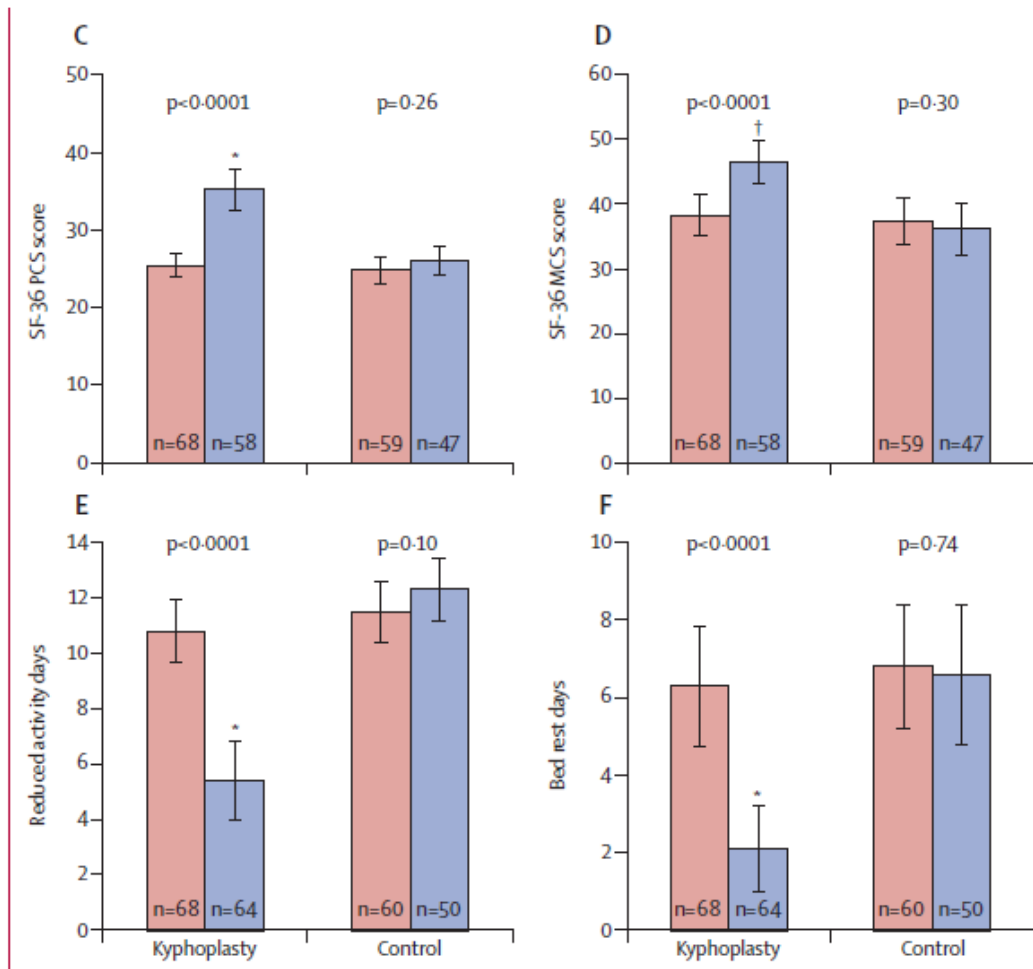 C
50
40
30
20
10
0
SF-36 PCS score
p<0·0001
p=0·26
*
n=68 n=58
n=59 n=47
D
60
50
40
30
20
10
0
SF-36 MCS score
p<0·0001
p=0·30
†
n=68 n=58
n=59 n=47
E
14
12
10
8
6
4
2
0
Reduced activity days
p<0·0001
p=0·10
*
n=68 n=64
n=60 n=50
Kyphoplasty
Control
F
10
8
6
4
2
0
Bed rest days
p<0·0001
p=0·74
*
n=68 n=64
n=60 n=50
Kyphoplasty
Control